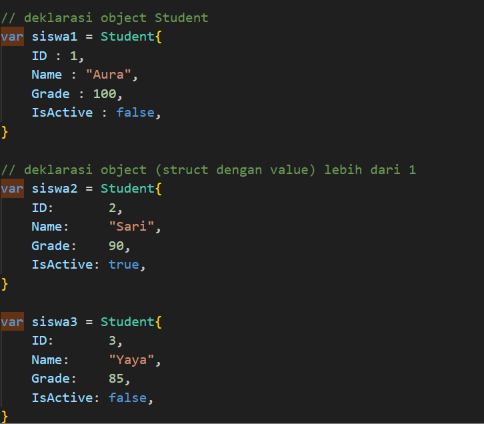 // deklarasi object Student
var siswa1 = Student{
    ID : 1,
    Name : "Aura",
    Grade : 100,
    IsActive : false,
}

// deklarasi object (struct dengan value) lebih dari 1
var siswa2 = Student{
    ID:       2,
    Name:     "Sari",
    Grade:    90,
    IsActive: true,
}

var siswa3 = Student{
    ID:       3,
    Name:     "Yaya",
    Grade:    85,
    IsActive: false,
}